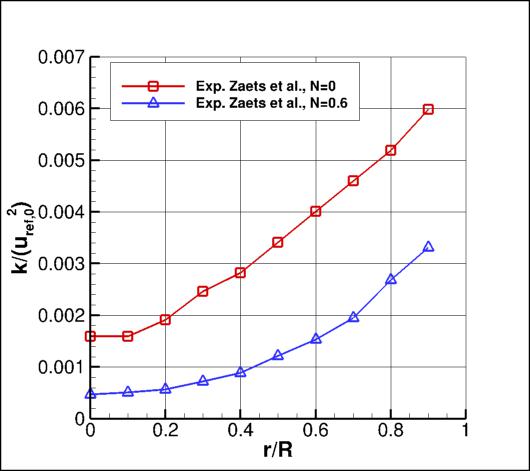 0.007
0.006
0.005
0.004
0.003
0.002
0.001
0
k/(u_ref,0^2)
Exp. Zaets et al., N=0
Exp. Zaets et al., N=0.6
0 0.2 0.4 0.6 0.8 1
r/R